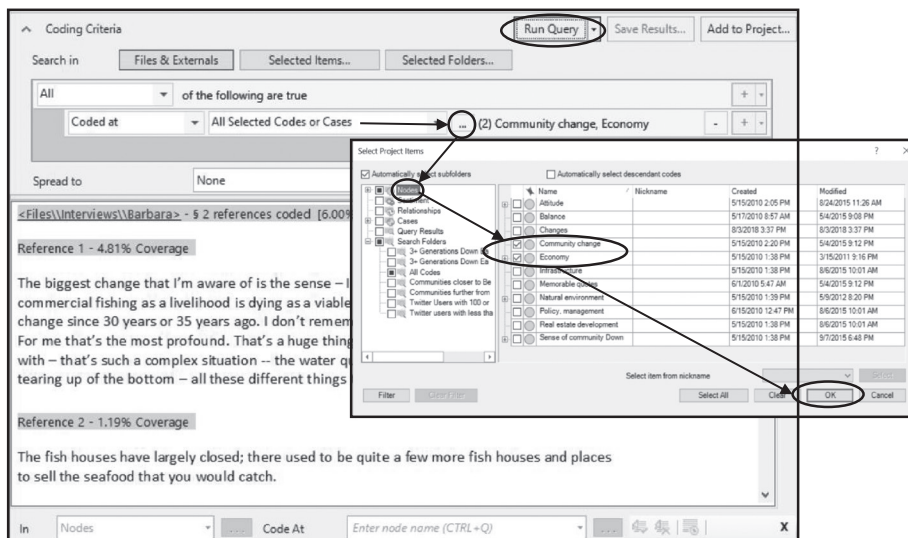 Coding Criteria
Run Query
Save Results...
Add to Project...
Search in
Files & Externals
Selected Items...
Selected Folders...
All
of the following are true
Coded at
All Selected Codes or Cases
...
(2) Community change, Economy
Spread to
None
<Files\\Interviews\\Barbara> - § 2 references coded [6.00%
Reference 1 - 4.81% Coverage
The biggest change that I'm aware of is the sense – I
commercial fishing as a livelihood is dying as a viable
change since 30 years or 35 years ago. I don't remem
For me that's the most profound. That's a huge thing
with – that's such a complex situation -- the water qu
tearing up of the bottom – all these different things
Reference 2 - 1.19% Coverage
The fish houses have largely closed; there used to be quite a few more fish houses and places
to sell the seafood that you would catch.
In
Nodes
...
Code At
Enter node name (CTRL+Q)
...
X
Select Project Items
? X
Automatically select subfolders
Automatically select descendant codes
Nodes
Sentiment
Relationships
Cases
Query Results
Search Folders
3+ Generations Down Ea
3+ Generations Down Ea
All Codes
Communities closer to Be
Communities further from
Twitter Users with 100 or
Twitter users with less tha
Name Nickname Created Modified
Attitude 5/15/2010 2:05 PM 8/24/2015 11:26 AM
Balance 5/17/2010 8:57 AM 5/4/2015 9:08 PM
Changes 8/3/2018 3:37 PM 8/3/2018 3:37 PM
Community change 5/15/2010 2:20 PM 5/4/2015 9:12 PM
Economy 5/15/2010 1:38 PM 3/15/2011 9:16 PM
Infrastructure 5/15/2010 1:38 PM 8/6/2015 10:01 AM
Memorable quotes 6/1/2010 5:47 AM 5/4/2015 9:12 PM
Natural environment 5/15/2010 1:39 PM 5/9/2012 8:20 PM
Policy, management 6/15/2010 12:47 PM 8/6/2015 10:01 AM
Real estate development 5/15/2010 1:38 PM 8/6/2015 10:01 AM
Sense of community Down 5/15/2010 1:38 PM 9/7/2015 6:48 PM
Select item from nickname
Select
Filter
Clear Filter
Select All
Clear
OK
Cancel